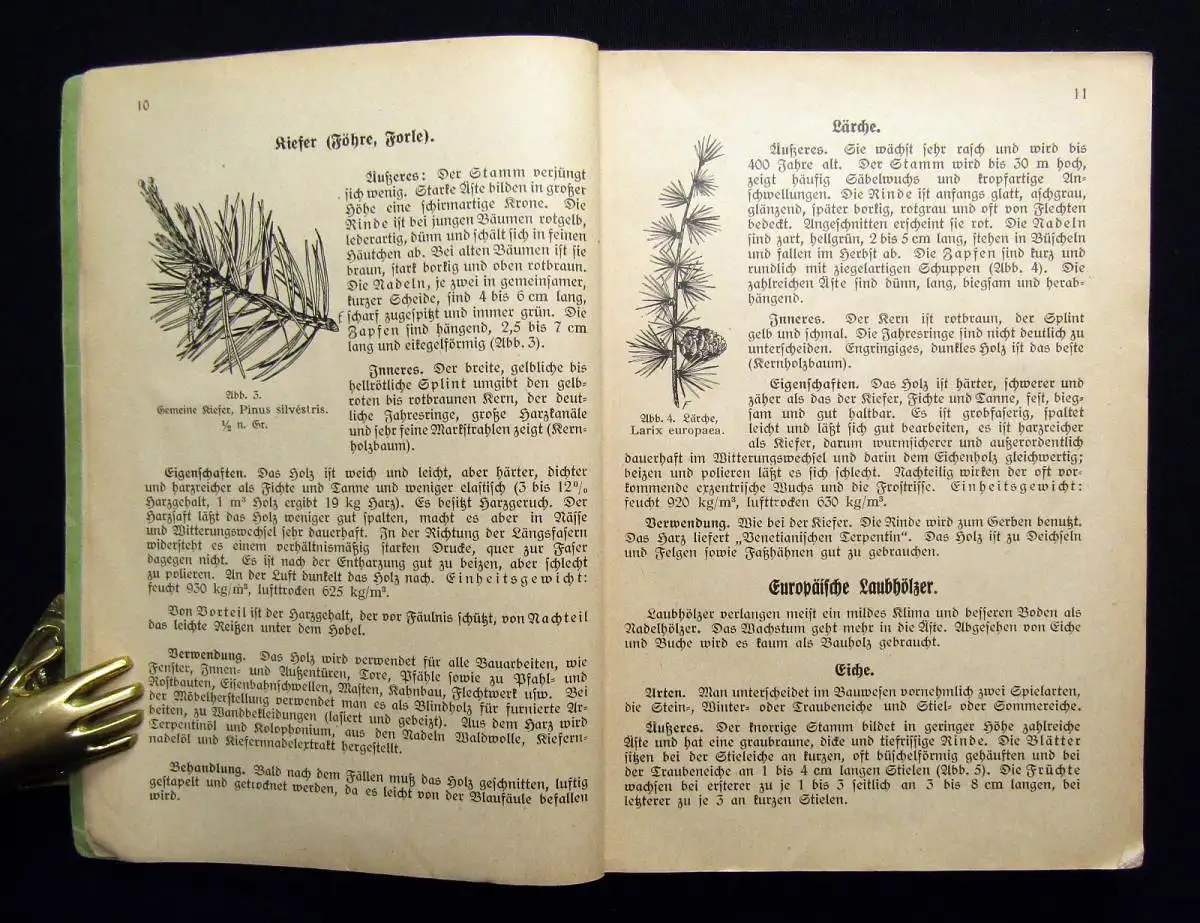 10
Kiefer (Föhre, Forle).
Äußeres: Der Stamm verjüngt
sich wenig. Starke Äste bilden in großer
Höhe eine schirmartige Krone. Die
Rinde ist bei jungen Bäumen rotgelb,
lederartig, dünn und schält sich in feinen
Häutchen ab. Bei alten Bäumen ist sie
braun, stark borkig und oben rotbraun.
Die Nadeln, je zwei in gemeinsamer,
kurzer Scheide, sind 4 bis 6 cm lang,
scharf zugespitzt und immer grün. Die
Zapfen sind hängend, 2,5 bis 7 cm
lang und eikegelförmig (Abb. 3).
Inneres. Der breite, gelbliche bis
hellrötliche Splint umgibt den gelb-
roten bis rotbraunen Kern, der deut-
liche Jahresringe, große Harzkanäle
und sehr feine Markstrahlen zeigt (Kern-
holzbaum).
Abb. 3.
Gemeine Kiefer, Pinus silvéstris.
½ n. Gr.
Eigenschaften. Das Holz ist weich und leicht, aber härter, dichter
und harzreicher als Fichte und Tanne und weniger elastisch (3 bis 12%
Harzgehalt, 1 m³ Holz ergibt 19 kg Harz). Es besitzt Harzgeruch. Der
Harzsaft läßt das Holz weniger gut spalten, macht es aber in Nässe
und Witterungswechsel sehr dauerhaft. In der Richtung der Längsfasern
widersteht es einem verhältnismäßig starken Drucke, quer zur Faser
dagegen nicht. Es ist nach der Entharzung gut zu beizen, aber schlecht
zu polieren. An der Luft dunkelt das Holz nach. Einheitsgewicht:
feucht 930 kg/m³, lufttrocken 625 kg/m³.
Von Vorteil ist der Harzgehalt, der vor Fäulnis schützt, von Nachteil
das leichte Reißen unter dem Hobel.
Verwendung. Das Holz wird verwendet für alle Bauarbeiten, wie
Fenster, Innen- und Außentüren, Tore, Pfähle sowie zu Pfahl- und
Rostbauten, Eisenbahnschwellen, Masten, Kahnbau, Flechtwerk usw. Bei
der Möbelherstellung verwendet man es als Blindholz für furnierte Ar-
beiten, zu Wandbekleidungen (lasiert und gebeizt). Aus dem Harz wird
Terpentinöl und Kolophonium, aus den Nadeln Waldwolle, Kiefern-
nadelöl und Kiefernnadelextrakt hergestellt.
Behandlung. Bald nach dem Fällen muß das Holz geschnitten, luftig
gestapelt und getrocknet werden, da es leicht von der Blaufäule befallen
wird.
11
Lärche.
Äußeres. Sie wächst sehr rasch und wird bis
400 Jahre alt. Der Stamm wird bis 30 m hoch,
zeigt häufig Säbelwuchs und kropfartige An-
schwellungen. Die Rinde ist anfangs glatt, aschgrau,
glänzend, später borkig, rotgrau und oft von Flechten
bedeckt. Angeschnitten erscheint sie rot. Die Nadeln
sind zart, hellgrün, 2 bis 5 cm lang, stehen in Büscheln
und fallen im Herbst ab. Die Zapfen sind kurz und
rundlich mit ziegelartigen Schuppen (Abb. 4). Die
zahlreichen Äste sind dünn, lang, biegsam und herab-
hängend.
Inneres. Der Kern ist rotbraun, der Splint
gelb und schmal. Die Jahresringe sind nicht deutlich zu
unterscheiden. Engringiges, dunkles Holz ist das beste
(Kernholzbaum).
Abb. 4. Lärche,
Larix europaea.
Eigenschaften. Das Holz ist härter, schwerer und
zäher als das der Kiefer, Fichte und Tanne, fest, bieg-
sam und gut haltbar. Es ist grobfaserig, spaltet
leicht und läßt sich gut bearbeiten, es ist harzreicher
als Kiefer, darum wurmsicherer und außerordentlich
dauerhaft im Witterungswechsel und darin dem Eichenholz gleichwertig;
beizen und polieren läßt es sich schlecht. Nachteilig wirken der oft vor-
kommende exzentrische Wuchs und die Frostrisse. Einheitsgewicht:
feucht 920 kg/m³, lufttrocken 630 kg/m³.
Verwendung. Wie bei der Kiefer. Die Rinde wird zum Gerben benutzt.
Das Harz liefert „Venetianischen Terpentin“. Das Holz ist zu Deichseln
und Felgen sowie Faßhähnen gut zu gebrauchen.
Europäische Laubhölzer.
Laubhölzer verlangen meist ein mildes Klima und besseren Boden als
Nadelhölzer. Das Wachstum geht mehr in die Äste. Abgesehen von Eiche
und Buche wird es kaum als Bauholz gebraucht.
Eiche.
Arten. Man unterscheidet im Bauwesen vornehmlich zwei Spielarten,
die Stein-, Winter- oder Traubeneiche und Stiel- oder Sommereiche.
Äußeres. Der knorrige Stamm bildet in geringer Höhe zahlreiche
Äste und hat eine graubraune, dicke und tiefrissige Rinde. Die Blätter
sitzen bei der Stieleiche an kurzen, oft büschelförmig gehäuften und bei
der Traubeneiche an 1 bis 4 cm langen Stielen (Abb. 5). Die Früchte
wachsen bei ersterer zu je 1 bis 3 seitlich an 3 bis 8 cm langen, bei
letzterer zu je 3 an kurzen Stielen.